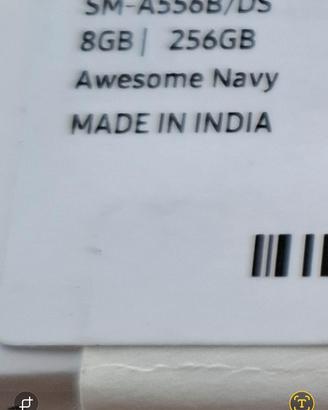 SM-A556B/DS
8GB | 256GB
Awesome Navy
MADE IN INDIA